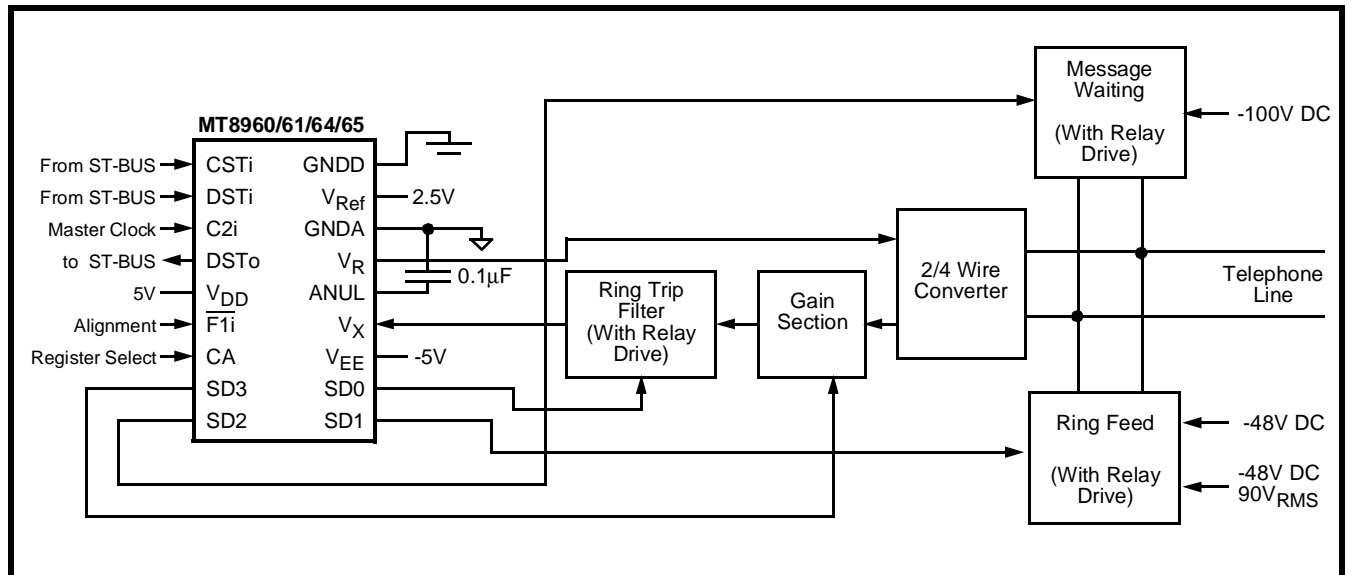 MT8960/61/64/65
From ST-BUS
From ST-BUS
Master Clock
to ST-BUS
5V
Alignment
Register Select
CSTi
DSTi
C2i
DSTo
VDD
F1i
CA
SD3
SD2
GNDD
VRef
GNDA
VR
ANUL
VX
VEE
SD0
SD1
2.5V
0.1μF
-5V
Ring Trip
Filter
(With Relay
Drive)
Gain
Section
2/4 Wire
Converter
Message
Waiting
(With Relay
Drive)
-100V DC
Telephone
Line
Ring Feed
(With Relay
Drive)
-48V DC
-48V DC
90VRMS